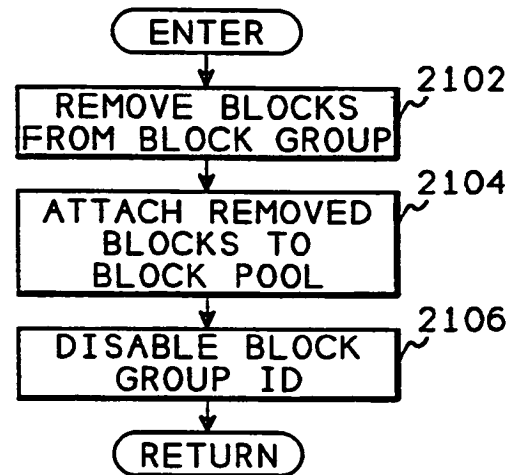 ENTER
2102
REMOVE BLOCKS
FROM BLOCK GROUP
2104
ATTACH REMOVED
BLOCKS TO
BLOCK POOL
2106
DISABLE BLOCK
GROUP ID
RETURN